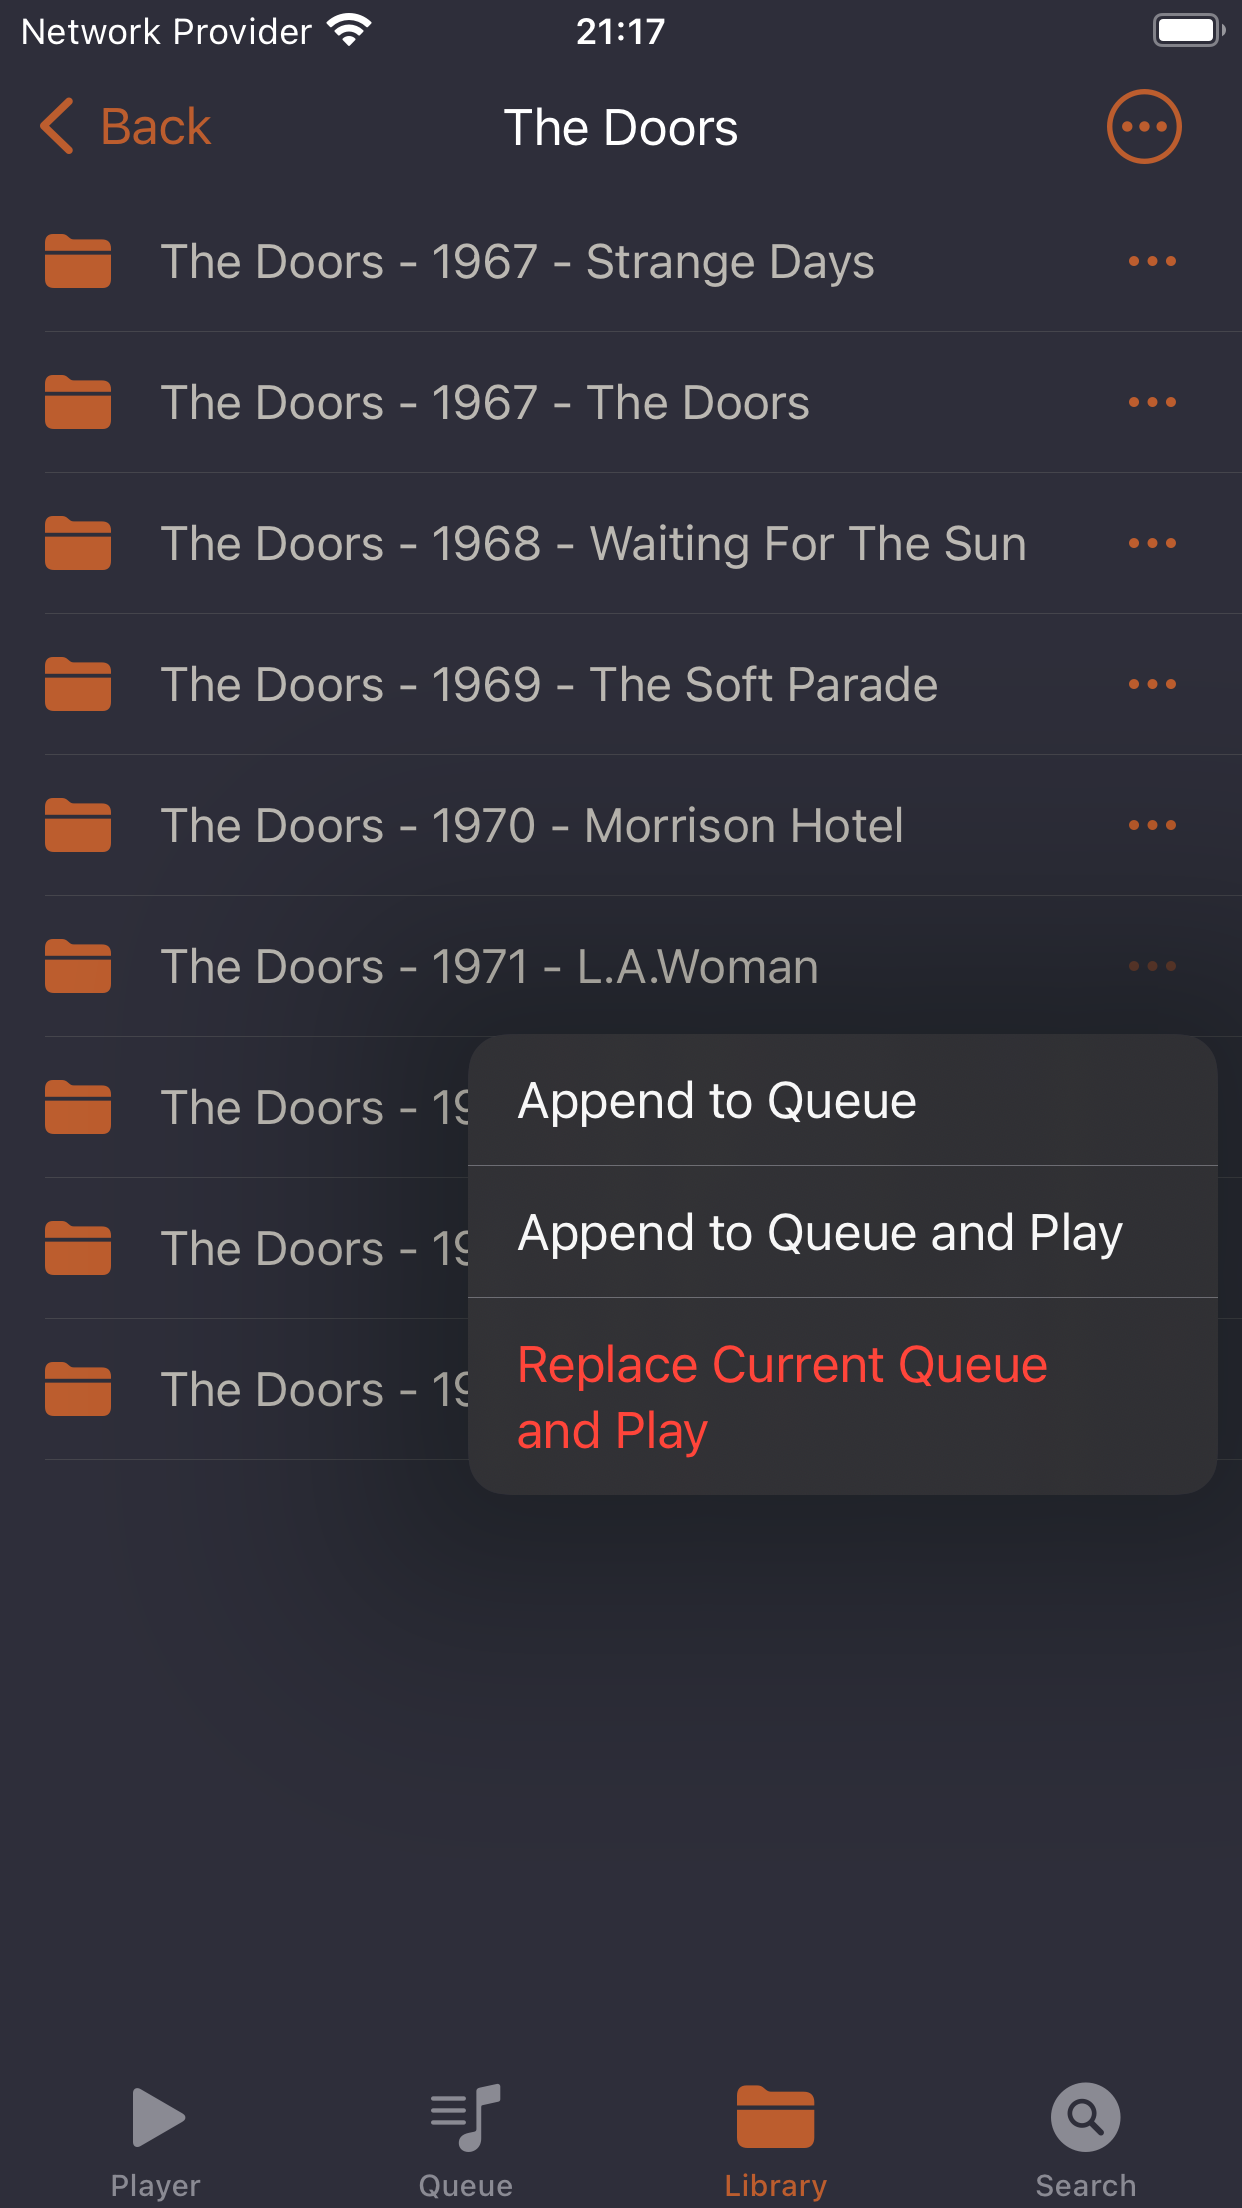 Network Provider 21:17
Back The Doors
The Doors - 1967 - Strange Days
The Doors - 1967 - The Doors
The Doors - 1968 - Waiting For The Sun
The Doors - 1969 - The Soft Parade
The Doors - 1970 - Morrison Hotel
The Doors - 1971 - L.A.Woman
The Doors - 19
Append to Queue
The Doors - 19
Append to Queue and Play
The Doors - 19
Replace Current Queue
and Play
Player Queue Library Search